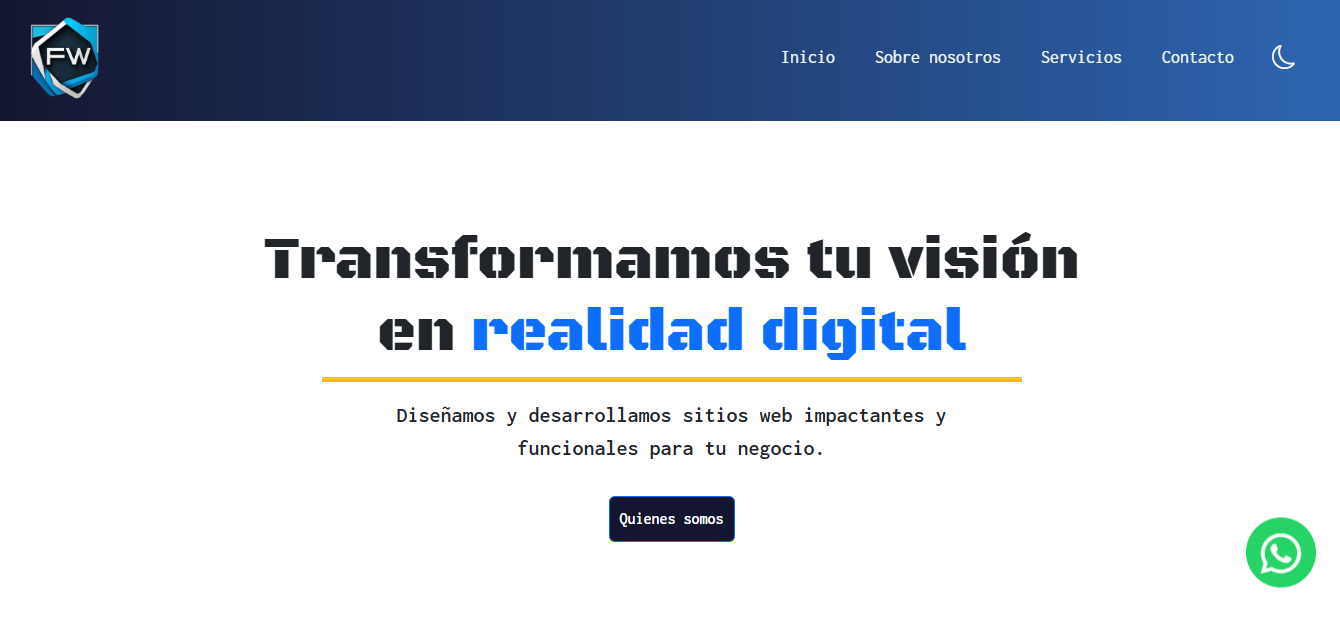 FW
Inicio Sobre nosotros Servicios Contacto
Transformamos tu visión
en realidad digital
Diseñamos y desarrollamos sitios web impactantes y
funcionales para tu negocio.
Quienes somos